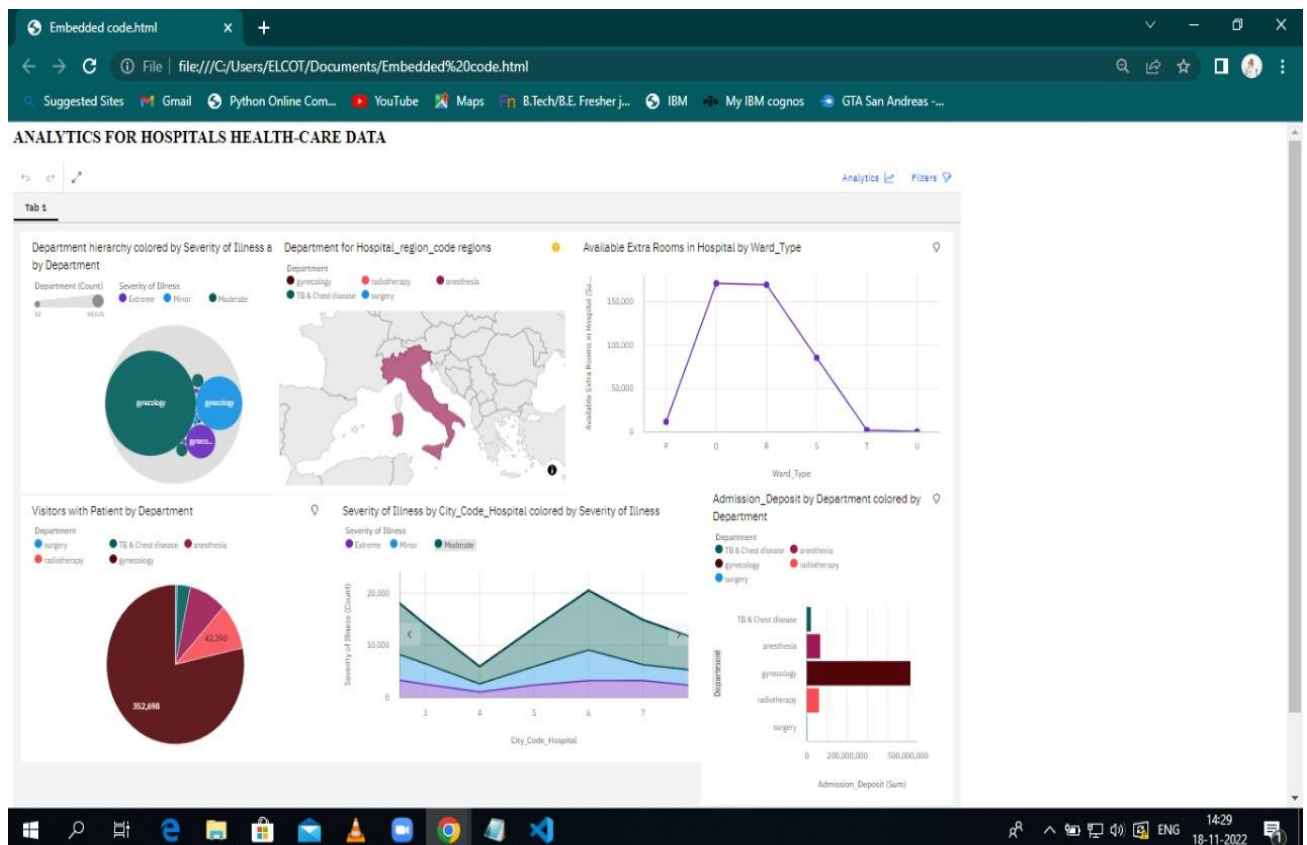 Embedded code.html
File file:///C:/Users/ELCOT/Documents/Embedded%20code.html
Suggested Sites Gmail Python Online Com... YouTube Maps B.Tech/B.E. Fresher j... IBM My IBM cognos GTA San Andreas -...
ANALYTICS FOR HOSPITALS HEALTH-CARE DATA
Analytics Filters
Tab 1
Department hierarchy colored by Severity of Illness a
by Department
Department (Count) Severity of Illness
Extreme Minor Moderate
gynecology gynecology
gyneco...
Department for Hospital_region_code regions
Department
gynecology radiotherapy anesthesia
TB & Chest disease surgery
Available Extra Rooms in Hospital by Ward_Type
Available Extra Rooms in Hospital (Su...
150,000
100,000
50,000
0
P Q R S T U
Ward_Type
Visitors with Patient by Department
Department
surgery TB & Chest disease anesthesia
radiotherapy gynecology
42,390
352,698
Severity of Illness by City_Code_Hospital colored by Severity of Illness
Severity of Illness
Extreme Minor Moderate
Severity of Illness (Count)
20,000
10,000
0
3 4 5 6 7
City_Code_Hospital
Admission_Deposit by Department colored by
Department
Department
TB & Chest disease anesthesia
gynecology radiotherapy
surgery
Department
TB & Chest disease
anesthesia
gynecology
radiotherapy
surgery
0 200,000,000 500,000,000
Admission_Deposit (Sum)
ENG
14:29
18-11-2022
1